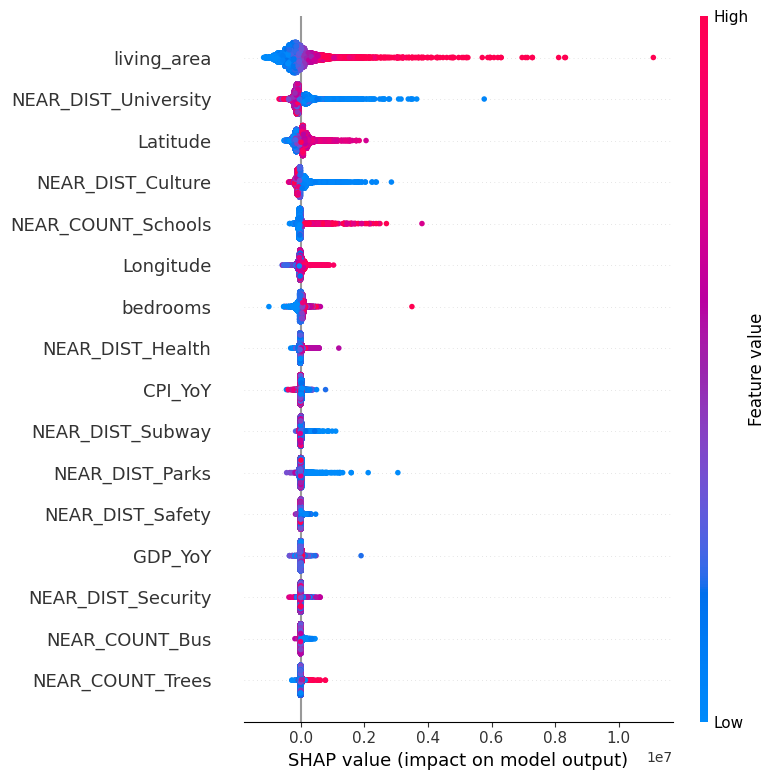 High
living_area
NEAR_DIST_University
Latitude
NEAR_DIST_Culture
NEAR_COUNT_Schools
Longitude
bedrooms
NEAR_DIST_Health
CPI_YoY
NEAR_DIST_Subway
NEAR_DIST_Parks
NEAR_DIST_Safety
GDP_YoY
NEAR_DIST_Security
NEAR_COUNT_Bus
NEAR_COUNT_Trees
Feature value
Low
0.0 0.2 0.4 0.6 0.8 1.0
1e7
SHAP value (impact on model output)